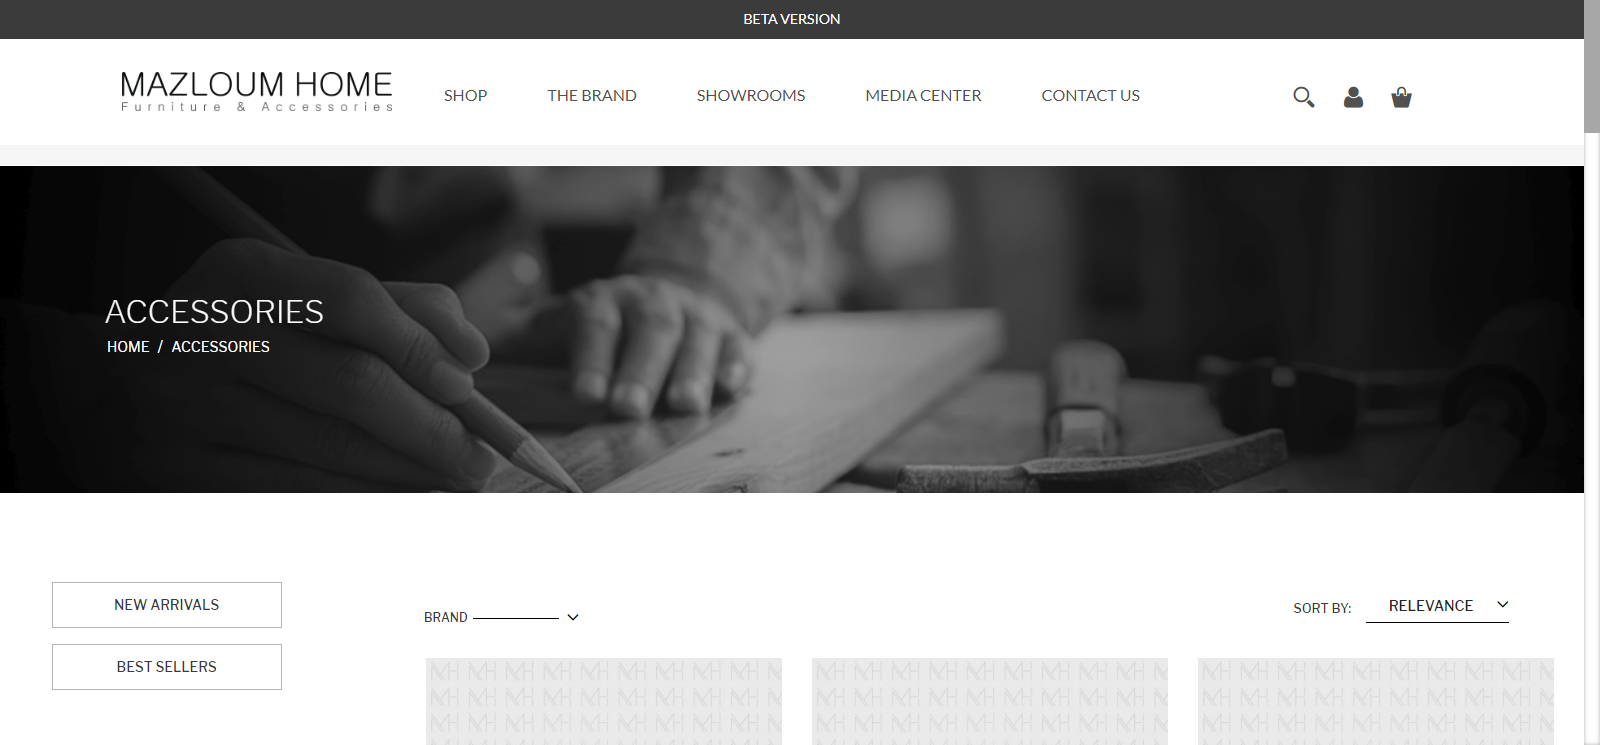 BETA VERSION
MAZLOUM HOME
Furniture & Accessories
SHOP
THE BRAND
SHOWROOMS
MEDIA CENTER
CONTACT US
ACCESSORIES
HOME / ACCESSORIES
NEW ARRIVALS
BEST SELLERS
BRAND
SORT BY:
RELEVANCE